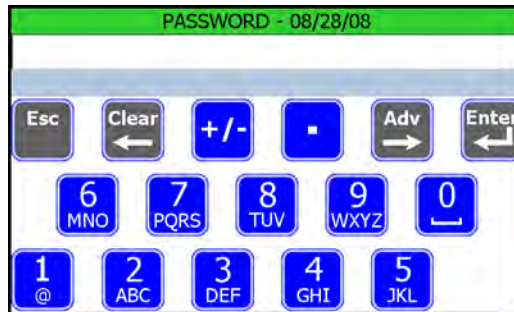 PASSWORD - 08/28/08
Esc Clear +/- . Adv Enter
6 7 8 9 0
MNO PQRS TUV WXYZ
1 2 3 4 5
@ ABC DEF GHI JKL